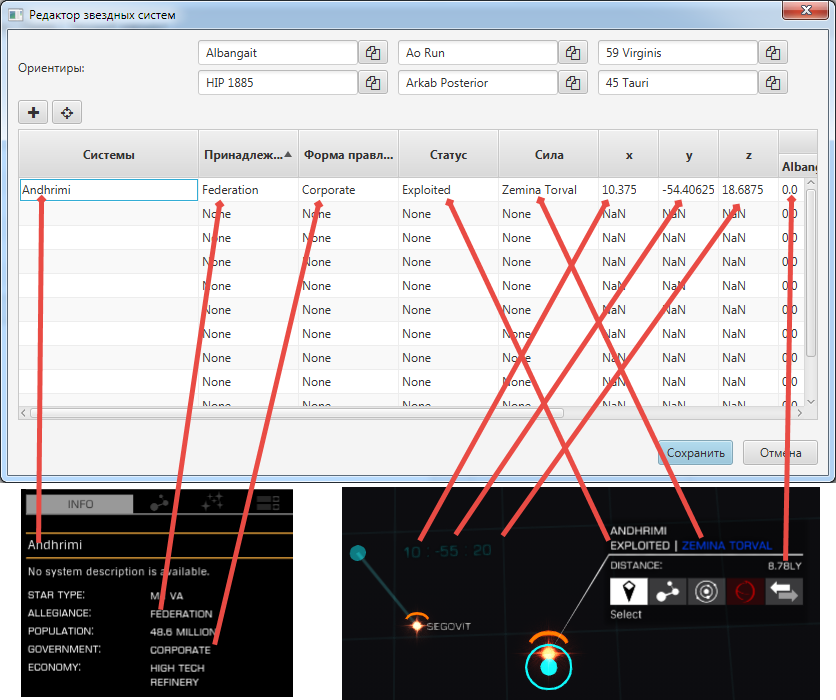 Редактор звездных систем
Ориентиры:
Albangait Ao Run 59 Virginis
HIP 1885 Arkab Posterior 45 Tauri
Системы Принадлеж... Форма правл... Статус Сила x y z
Albang
Andhrimi Federation Corporate Exploited Zemina Torval 10.375 -54.40625 18.6875 0.0
None None None None NaN NaN NaN 0.0
None None None None NaN NaN NaN 0.0
None None None None NaN NaN NaN 0.0
None None None None NaN NaN NaN 0.0
None None None None NaN NaN NaN 0.0
None None None None NaN NaN NaN 0.0
None None None None NaN NaN NaN 0.0
None None None None NaN NaN NaN 0.0
None None None None NaN NaN NaN 0.0
Сохранить Отмена
INFO
Andhrimi
No system description is available.
STAR TYPE: M VA
ALLEGIANCE: FEDERATION
POPULATION: 48.6 MILLION
GOVERNMENT: CORPORATE
ECONOMY: HIGH TECH
REFINERY
10 : -55 : 20
SEGOVIT
ANDHRIMI
EXPLOITED | ZEMINA TORVAL
DISTANCE: 8.78LY
Select